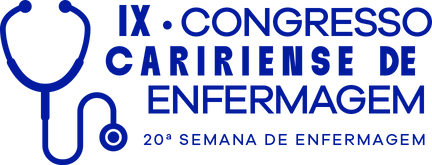 IX • CONGRESSO
CARIRIENSE DE
ENFERMAGEM
20ª SEMANA DE ENFERMAGEM